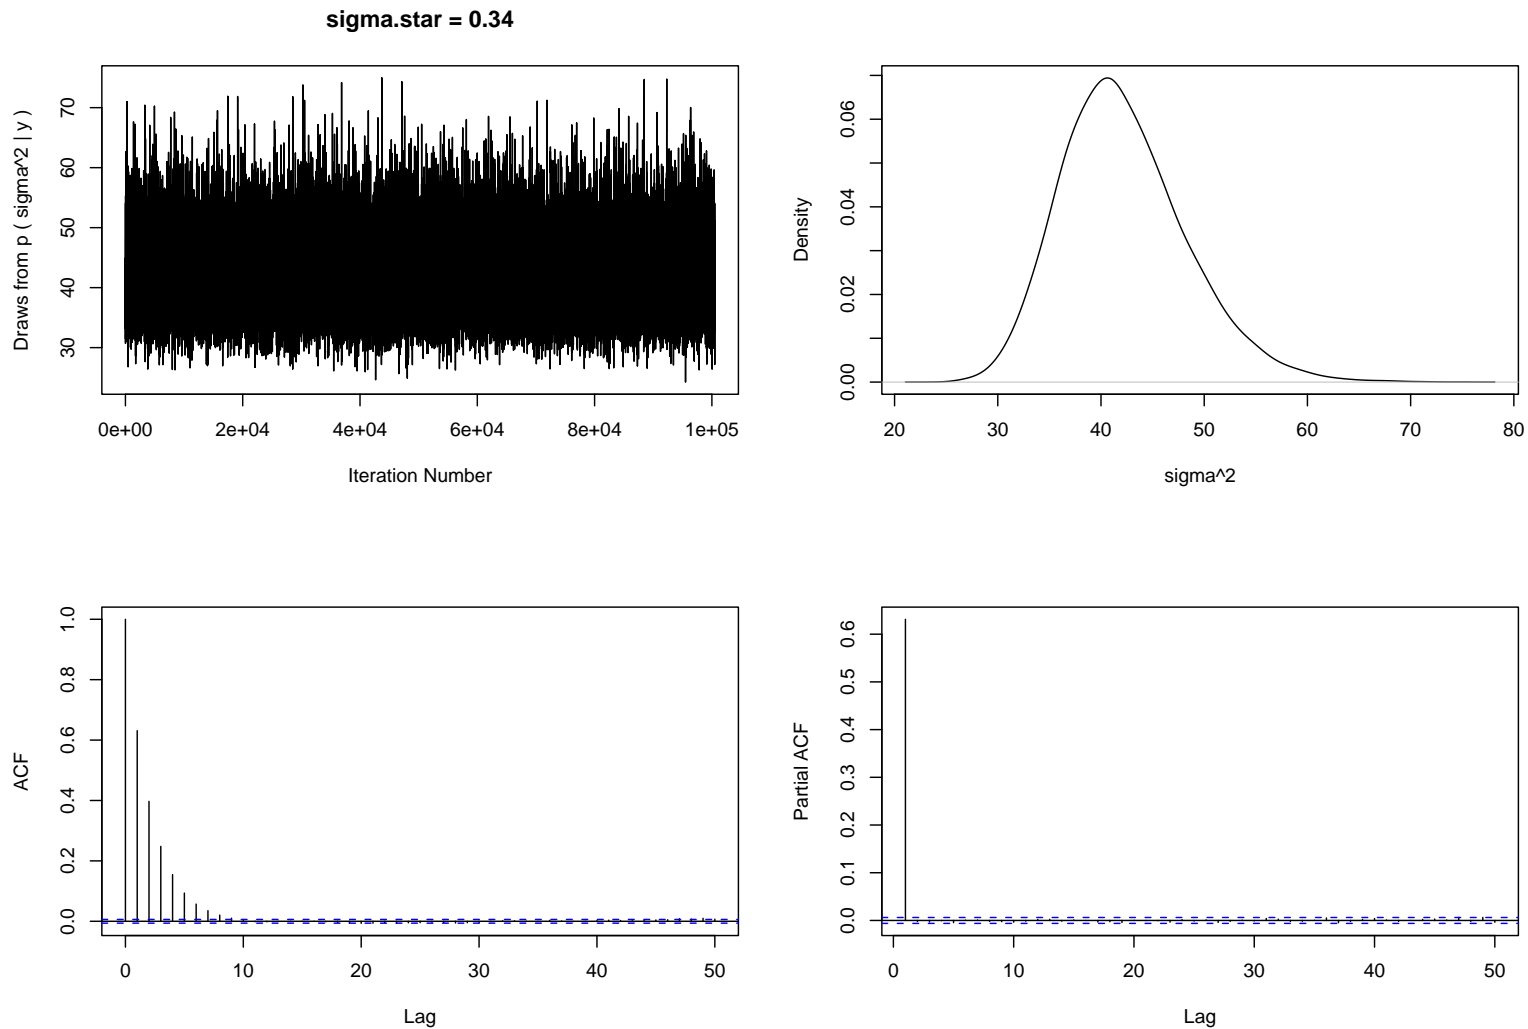 sigma.star = 0.34
Draws from p ( sigma^2 | y )
70
60
50
40
30
0e+00 2e+04 4e+04 6e+04 8e+04 1e+05
Iteration Number
Density
0.06
0.04
0.02
0.00
20 30 40 50 60 70 80
sigma^2
ACF
1.0
0.8
0.6
0.4
0.2
0.0
0 10 20 30 40 50
Lag
Partial ACF
0.6
0.5
0.4
0.3
0.2
0.1
0.0
0 10 20 30 40 50
Lag